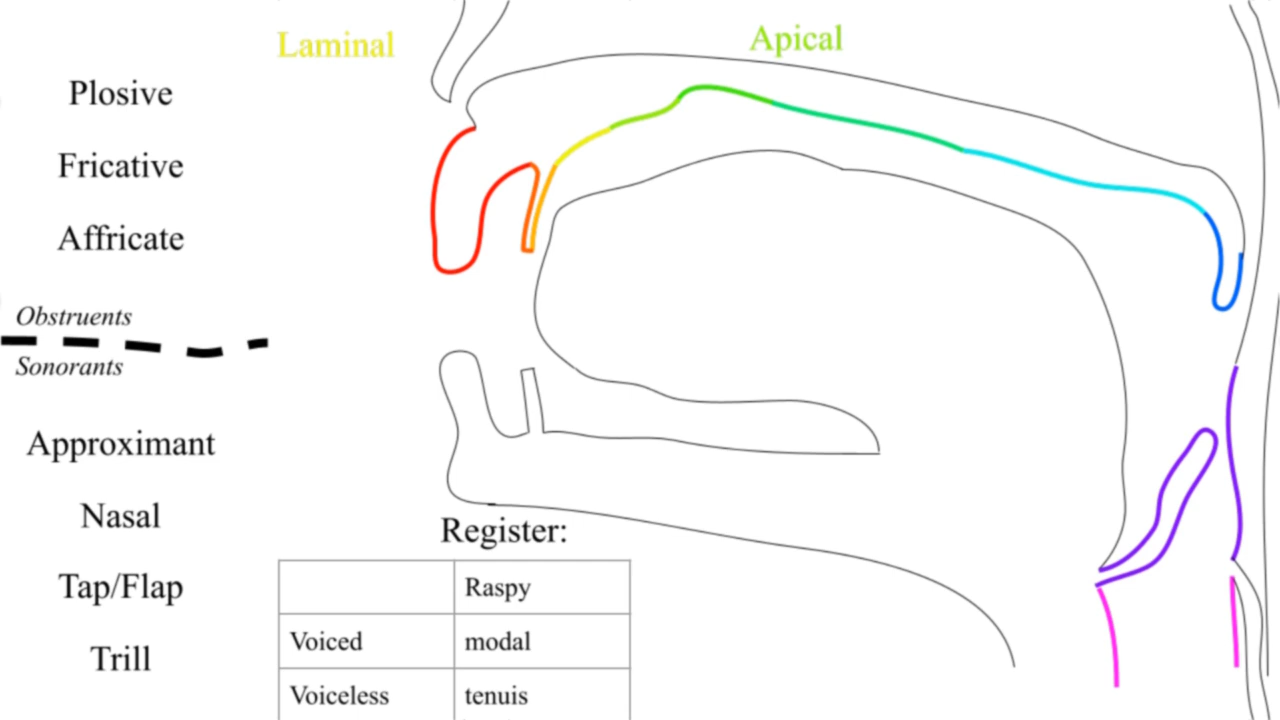 Laminal
Apical
Plosive
Fricative
Affricate
Obstruents
Sonorants
Approximant
Nasal
Tap/Flap
Trill
Register:
Raspy
Voiced modal
Voiceless tenuis